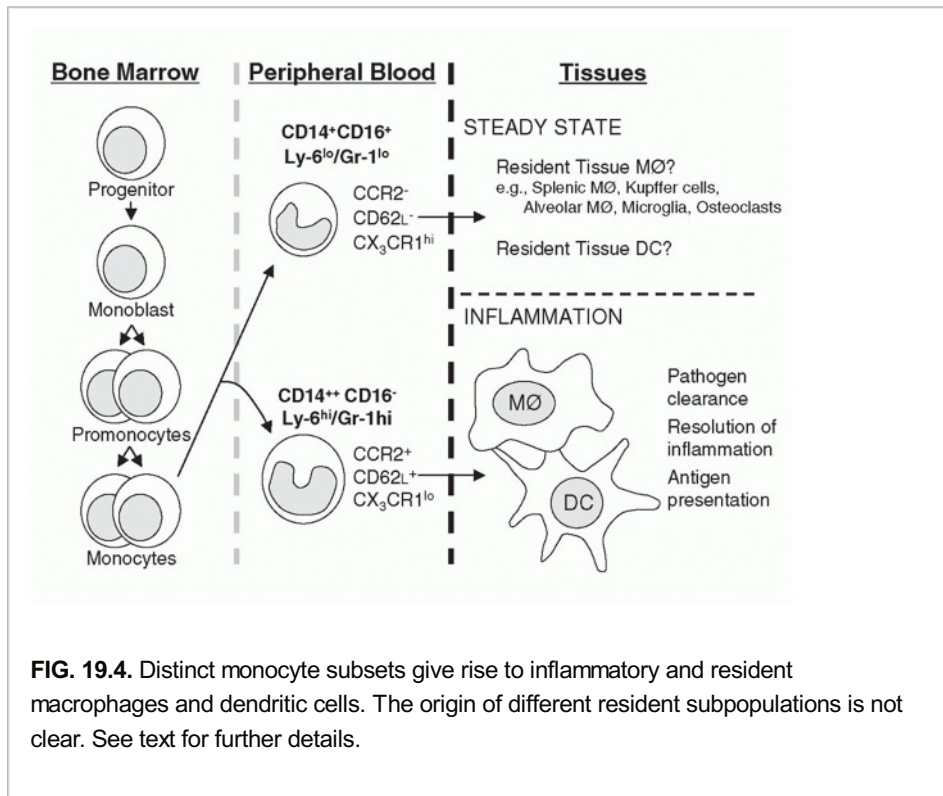 Bone Marrow
Progenitor
Monoblast
Promonocytes
Monocytes
Peripheral Blood
CD14⁺CD16⁺
Ly-6ˡᵒ/Gr-1ˡᵒ
CCR2⁻
CD62L⁻
CX₃CR1ʰⁱ
CD14⁺⁺ CD16⁻
Ly-6ʰⁱ/Gr-1hi
CCR2⁺
CD62L⁺
CX₃CR1ˡᵒ
Tissues
STEADY STATE
Resident Tissue MØ?
e.g., Splenic MØ, Kupffer cells,
Alveolar MØ, Microglia, Osteoclasts
Resident Tissue DC?
INFLAMMATION
MØ
DC
Pathogen
clearance
Resolution of
inflammation
Antigen
presentation
FIG. 19.4. Distinct monocyte subsets give rise to inflammatory and resident
macrophages and dendritic cells. The origin of different resident subpopulations is not
clear. See text for further details.